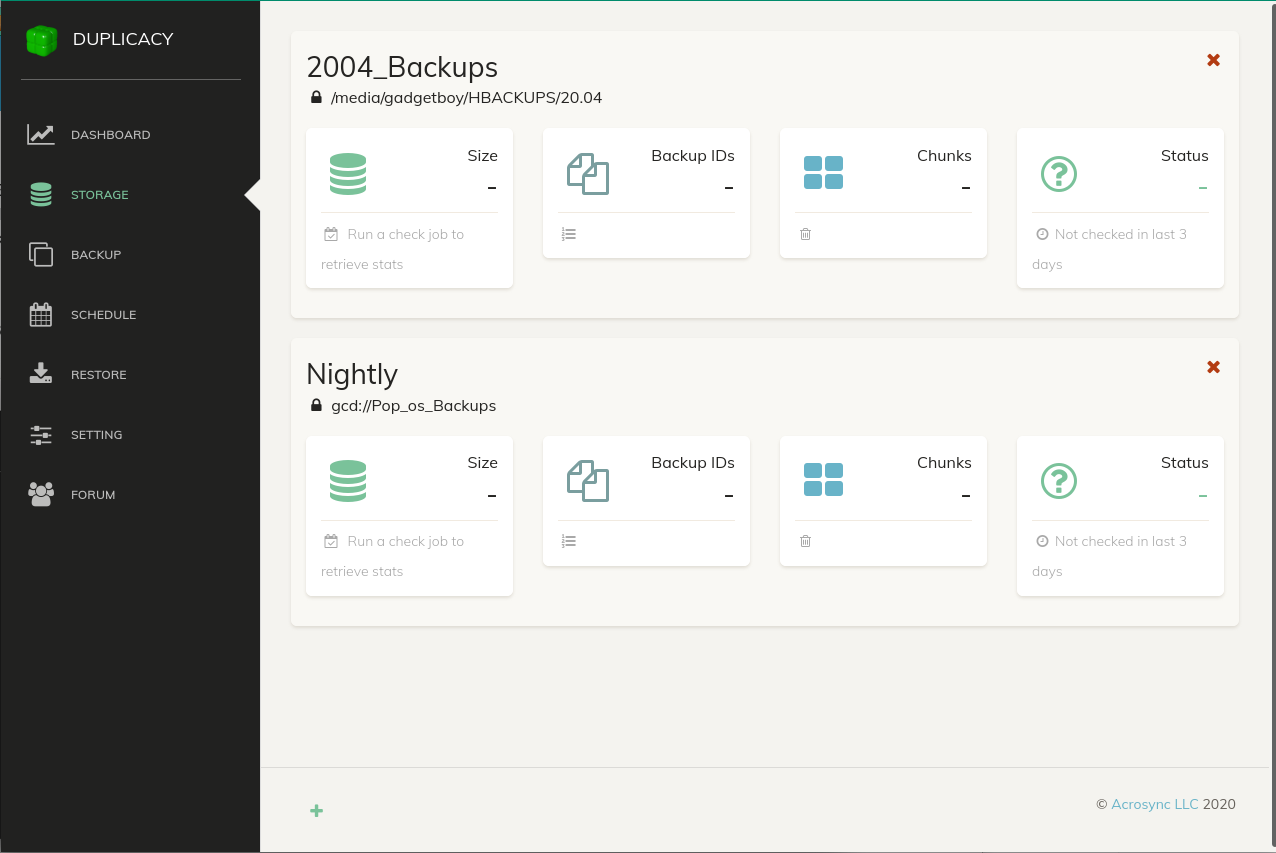 DUPLICACY
DASHBOARD
STORAGE
BACKUP
SCHEDULE
RESTORE
SETTING
FORUM
2004_Backups
/media/gadgetboy/HBACKUPS/20.04
Size
–
Run a check job to
retrieve stats
Backup IDs
–
Chunks
–
Status
–
Not checked in last 3
days
Nightly
gcd://Pop_os_Backups
Size
–
Run a check job to
retrieve stats
Backup IDs
–
Chunks
–
Status
–
Not checked in last 3
days
© Acrosync LLC 2020